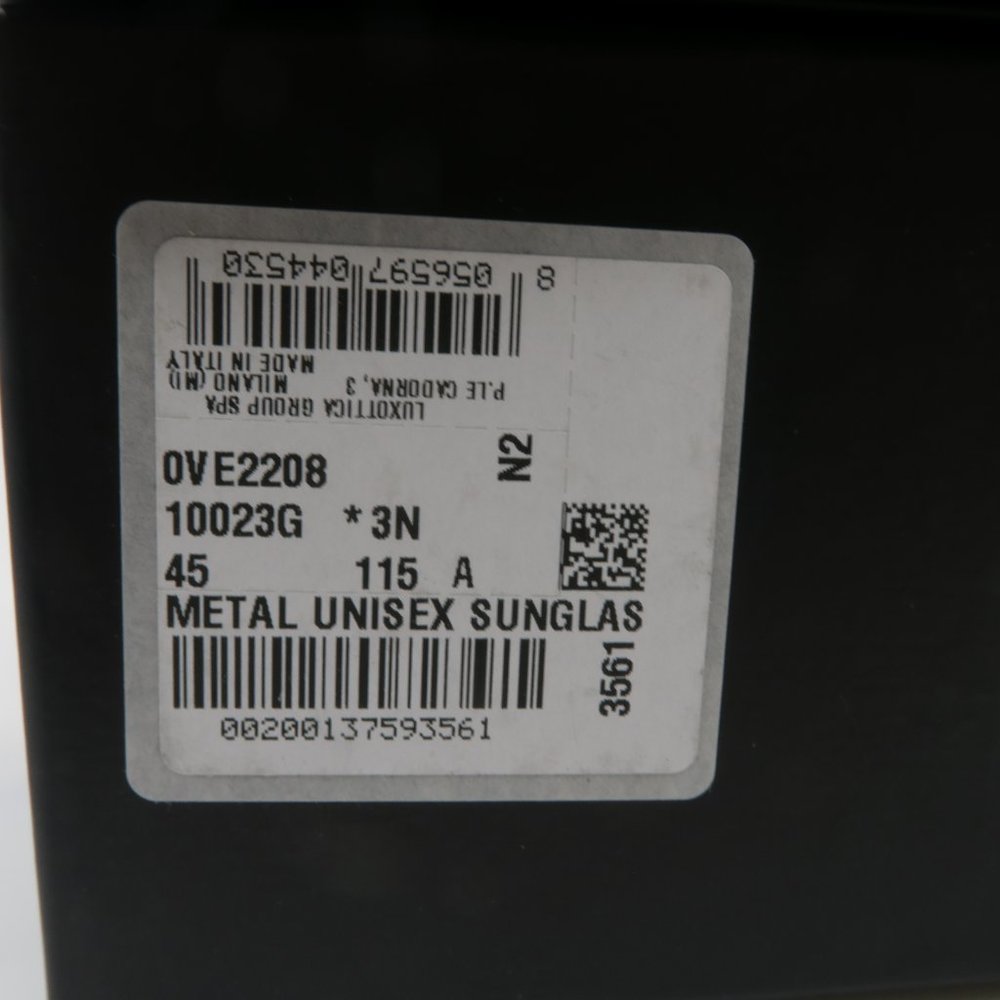 8 056597 044530
LUXOTTICA GROUP SPA
P.LE CADORNA, 3 MILANO (MI)
MADE IN ITALY
N2
0VE2208
10023G *3N
45 115 A
METAL UNISEX SUNGLAS
3561
00200137593561